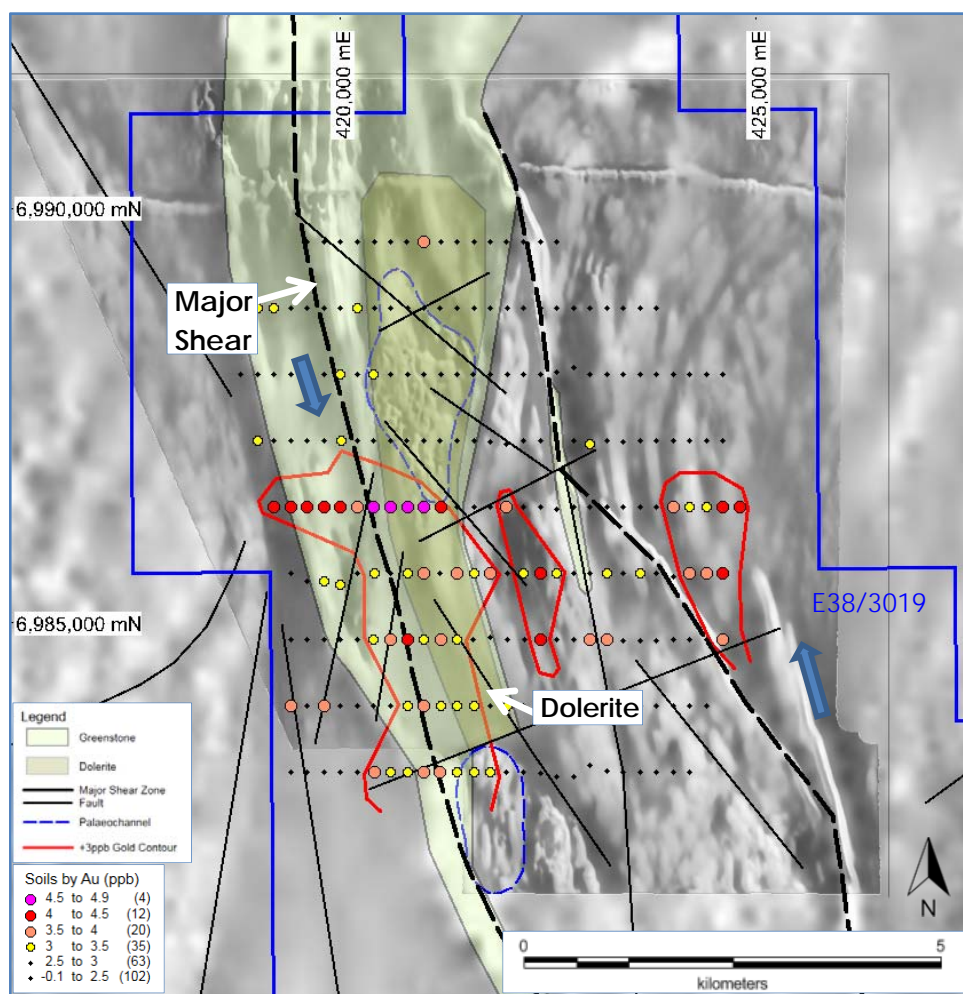 420,000 mE
425,000 mE
6,990,000 mN
Major
Shear
6,985,000 mN
E38/3019
Dolerite
Legend
Greenstone
Dolerite
Major Shear Zone
Fault
Palaeochannel
+3ppb Gold Contour
Soils by Au (ppb)
4.5 to 4.9 (4)
4 to 4.5 (12)
3.5 to 4 (20)
3 to 3.5 (35)
2.5 to 3 (63)
-0.1 to 2.5 (102)
N
0 5
kilometers